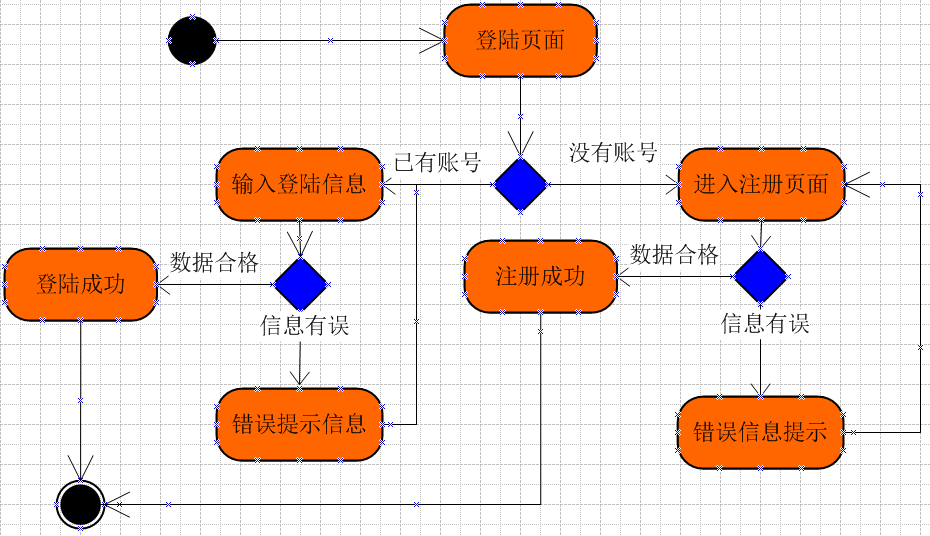 登陆页面
已有账号
没有账号
输入登陆信息
进入注册页面
数据合格
数据合格
登陆成功
注册成功
信息有误
信息有误
错误提示信息
错误信息提示